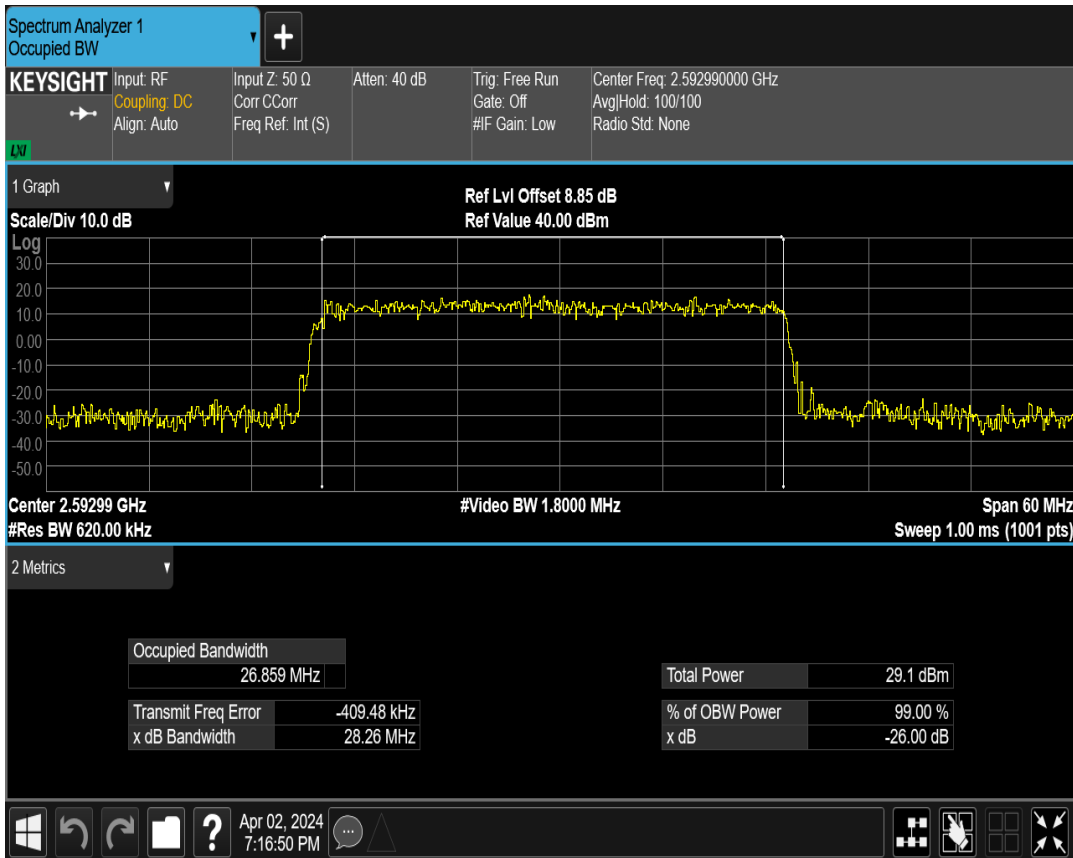 Spectrum Analyzer 1
Occupied BW
KEYSIGHT
LXI
Input: RF
Coupling: DC
Align: Auto
Input Z: 50 Ω
Corr CCorr
Freq Ref: Int (S)
Atten: 40 dB
Trig: Free Run
Gate: Off
#IF Gain: Low
Center Freq: 2.592990000 GHz
Avg|Hold: 100/100
Radio Std: None
1 Graph
Scale/Div 10.0 dB
Ref Lvl Offset 8.85 dB
Ref Value 40.00 dBm
Log
30.0
20.0
10.0
0.00
-10.0
-20.0
-30.0
-40.0
-50.0
Center 2.59299 GHz
#Video BW 1.8000 MHz
Span 60 MHz
#Res BW 620.00 kHz
Sweep 1.00 ms (1001 pts)
2 Metrics
Occupied Bandwidth
26.859 MHz
Transmit Freq Error -409.48 kHz
x dB Bandwidth 28.26 MHz
Total Power 29.1 dBm
% of OBW Power 99.00 %
x dB -26.00 dB
Apr 02, 2024
7:16:50 PM